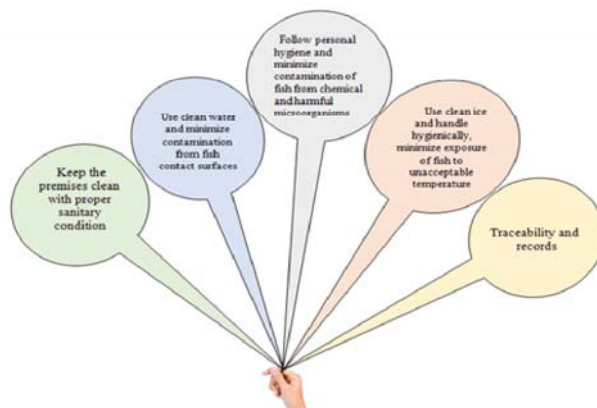 Keep the
premises clean
with proper
sanitary
condition
Use clean water
and minimize
contamination
from fish
contact surfaces
Follow personal
hygiene and
minimize
contamination of
fish from chemical
and harmful
microorganisms
Use clean ice
and handle
hygienically,
minimize exposure
of fish to
unacceptable
temperature
Traceability and
records